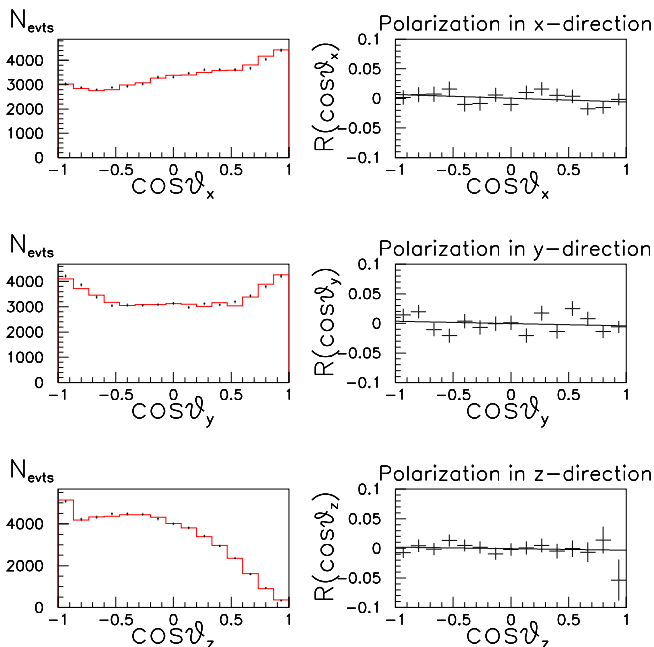 N_evts
4000
3000
2000
1000
0
-1 -0.5 0 0.5 1
cosϑ_x
Polarization in x-direction
R(cosϑ_x)
0.1
0.05
0
-0.05
-0.1
-1 -0.5 0 0.5 1
cosϑ_x
N_evts
4000
3000
2000
1000
0
-1 -0.5 0 0.5 1
cosϑ_y
Polarization in y-direction
R(cosϑ_y)
0.1
0.05
0
-0.05
-0.1
-1 -0.5 0 0.5 1
cosϑ_y
N_evts
4000
2000
0
-1 -0.5 0 0.5 1
cosϑ_z
Polarization in z-direction
R(cosϑ_z)
0.1
0.05
0
-0.05
-0.1
-1 -0.5 0 0.5 1
cosϑ_z